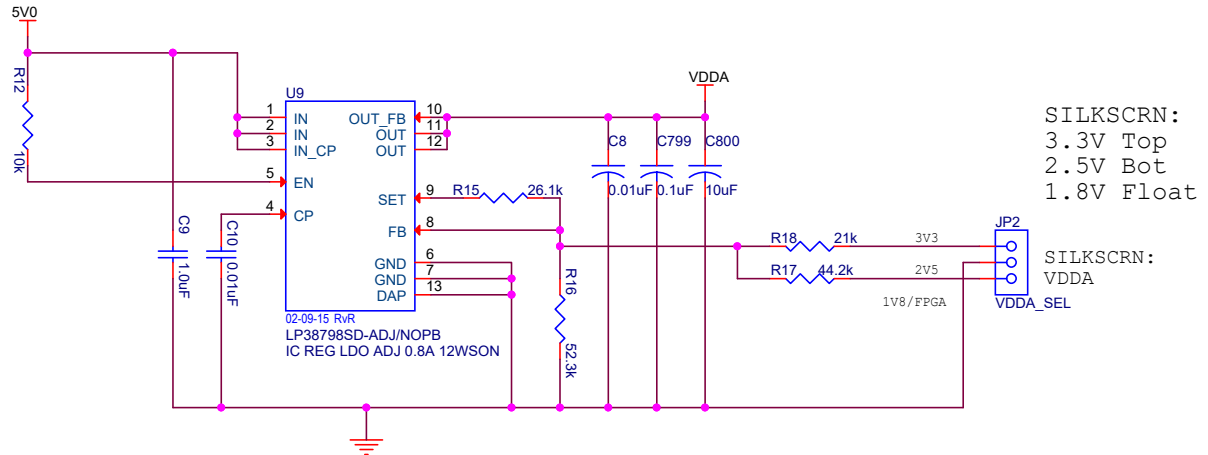 5V0
R12
10k
C9
1.0uF
C10
0.01uF
U9
1 IN
2 IN
3 IN_CP
5 EN
4 CP
OUT_FB 10
OUT 11
OUT 12
SET 9
FB 8
GND 6
GND 7
DAP 13
02-09-15 RvR
LP38798SD-ADJ/NOPB
IC REG LDO ADJ 0.8A 12WSON
R15 26.1k
R16
52.3k
VDDA
C8
0.01uF
C799
0.1uF
C800
10uF
R18 21k
3V3
R17 44.2k
2V5
1V8/FPGA
JP2
VDDA_SEL
SILKSCRN:
3.3V Top
2.5V Bot
1.8V Float
SILKSCRN:
VDDA